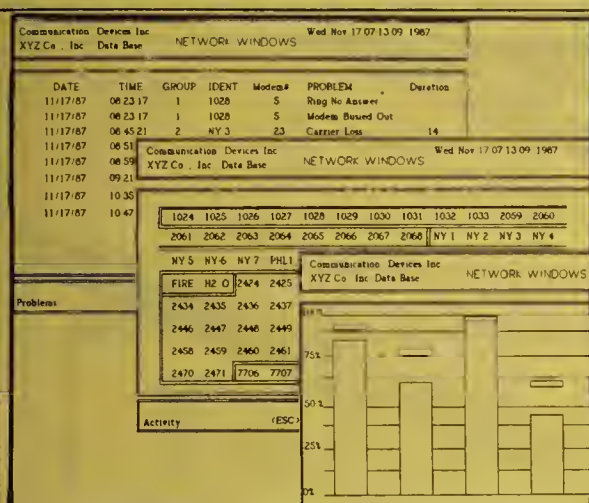 Communication Devices Inc
XYZ Co , Inc Data Base
NETWORK WINDOWS
Wed Nov 17 07 13 09 1987
DATE TIME GROUP IDENT Modem# PROBLEM Duration
11/17/87 08 23 17 1 1028 5 Ring No Answer
11/17/87 08 23 17 1 1028 5 Modem Busied Out
11/17/87 08 45 21 2 NY 3 23 Carrier Loss 14
11/17/87 08 51
11/17/87 08 59
11/17/87 09 21
11/17/87 10 35
11/17/87 10 47
Problems
Communication Devices Inc
XYZ Co , Inc Data Base
NETWORK WINDOWS
Wed Nov 17 07 13 09 1987
1024 1025 1026 1027 1028 1029 1030 1031 1032 1033 2059 2060
2061 2062 2063 2064 2065 2066 2067 2068 NY 1 NY 2 NY 3 NY 4
NY 5 NY 6 NY 7 PHL1
FIRE H2 O 2424 2425
2434 2435 2436 2437
2446 2447 2448 2449
2458 2459 2460 2461
2470 2471 7706 7707
Activity (ESC)
Communication Devices Inc
XYZ Co Inc Data Base
NETWORK WINDOWS
75%
50%
25%
0%